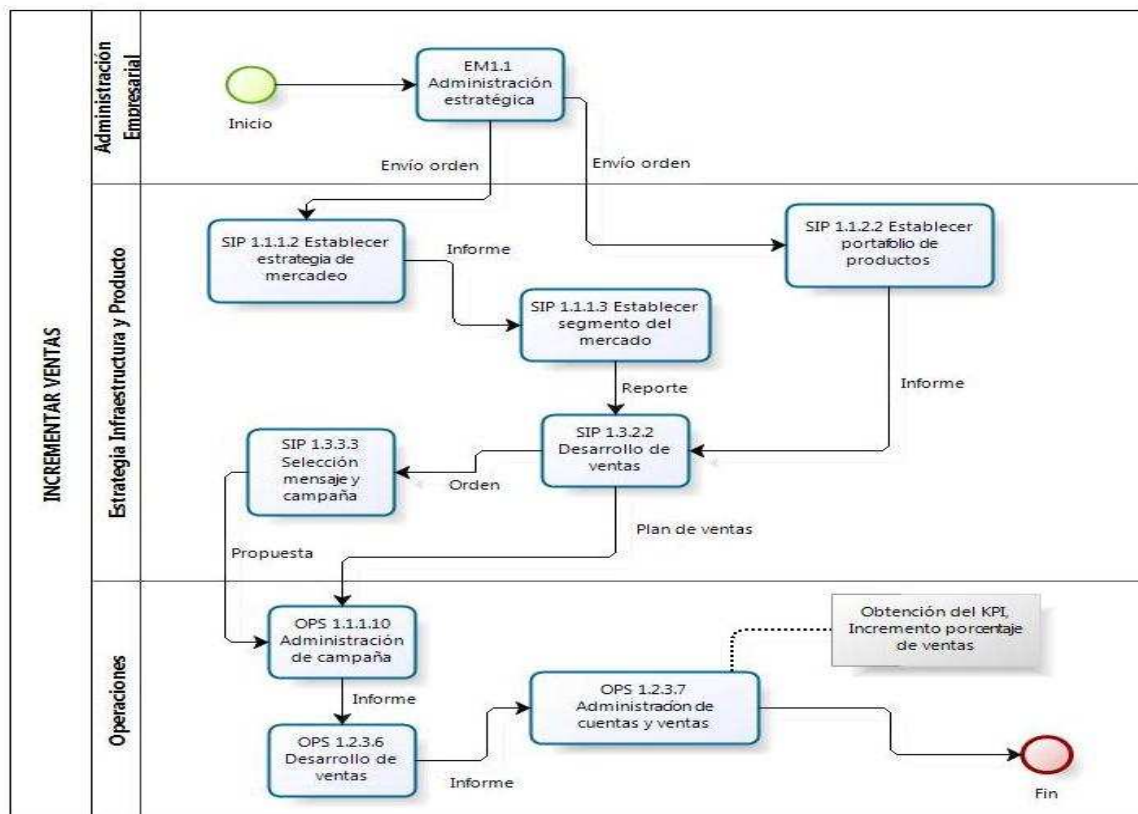 INCREMENTAR VENTAS
Administración
Empresarial
Inicio
EM1.1
Administración
estratégica
Envío orden
Envío orden
Estrategia Infraestructura y Producto
SIP 1.1.1.2 Establecer
estrategia de
mercadeo
Informe
SIP 1.1.2.2 Establecer
portafolio de
productos
SIP 1.1.1.3 Establecer
segmento del
mercado
Reporte
Informe
SIP 1.3.3.3
Selección
mensaje y
campaña
Orden
SIP 1.3.2.2
Desarrollo de
ventas
Propuesta
Plan de ventas
Operaciones
OPS 1.1.1.10
Administración
de campaña
Informe
OPS 1.2.3.6
Desarrollo de
ventas
Informe
OPS 1.2.3.7
Administracíon de
cuentas y ventas
Obtención del KPI,
Incremento porcentaje
de ventas
Fin